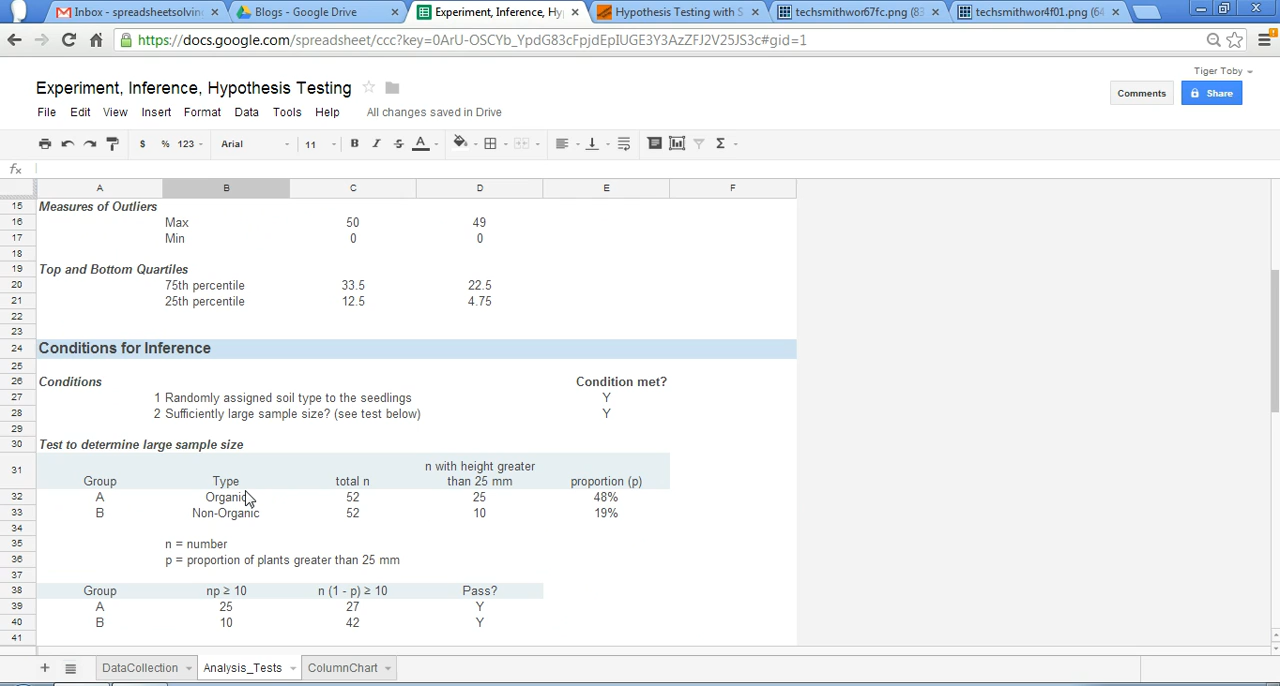 Inbox - spreadsheetsolvin × Blogs - Google Drive × Experiment, Inference, Hy × Hypothesis Testing with S × techsmithwor67fc.png (83 × techsmithwor4f01.png (64 ×
https://docs.google.com/spreadsheet/ccc?key=0ArU-OSCYb_YpdG83cFpjdEpIUGE3Y3AzZFJ2V25JS3c#gid=1
Tiger Toby
Experiment, Inference, Hypothesis Testing
Comments Share
File Edit View Insert Format Data Tools Help All changes saved in Drive
$ % 123 Arial 11 B I S A Σ
fx
A B C D E F
15 Measures of Outliers
16 Max 50 49
17 Min 0 0
18
19 Top and Bottom Quartiles
20 75th percentile 33.5 22.5
21 25th percentile 12.5 4.75
22
23
24 Conditions for Inference
25
26 Conditions Condition met?
27 1 Randomly assigned soil type to the seedlings Y
28 2 Sufficiently large sample size? (see test below) Y
29
30 Test to determine large sample size
n with height greater
31 Group Type total n than 25 mm proportion (p)
32 A Organic 52 25 48%
33 B Non-Organic 52 10 19%
34
35 n = number
36 p = proportion of plants greater than 25 mm
37
38 Group np ≥ 10 n (1 - p) ≥ 10 Pass?
39 A 25 27 Y
40 B 10 42 Y
41
+ DataCollection Analysis_Tests ColumnChart